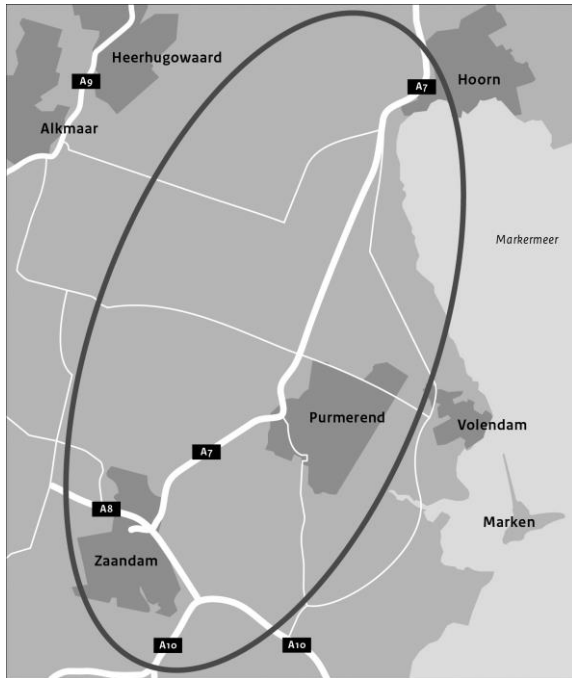 Heerhugowaard
A9
Hoorn
A7
Alkmaar
Markermeer
Purmerend
Volendam
A7
A8
Marken
Zaandam
A10
A10